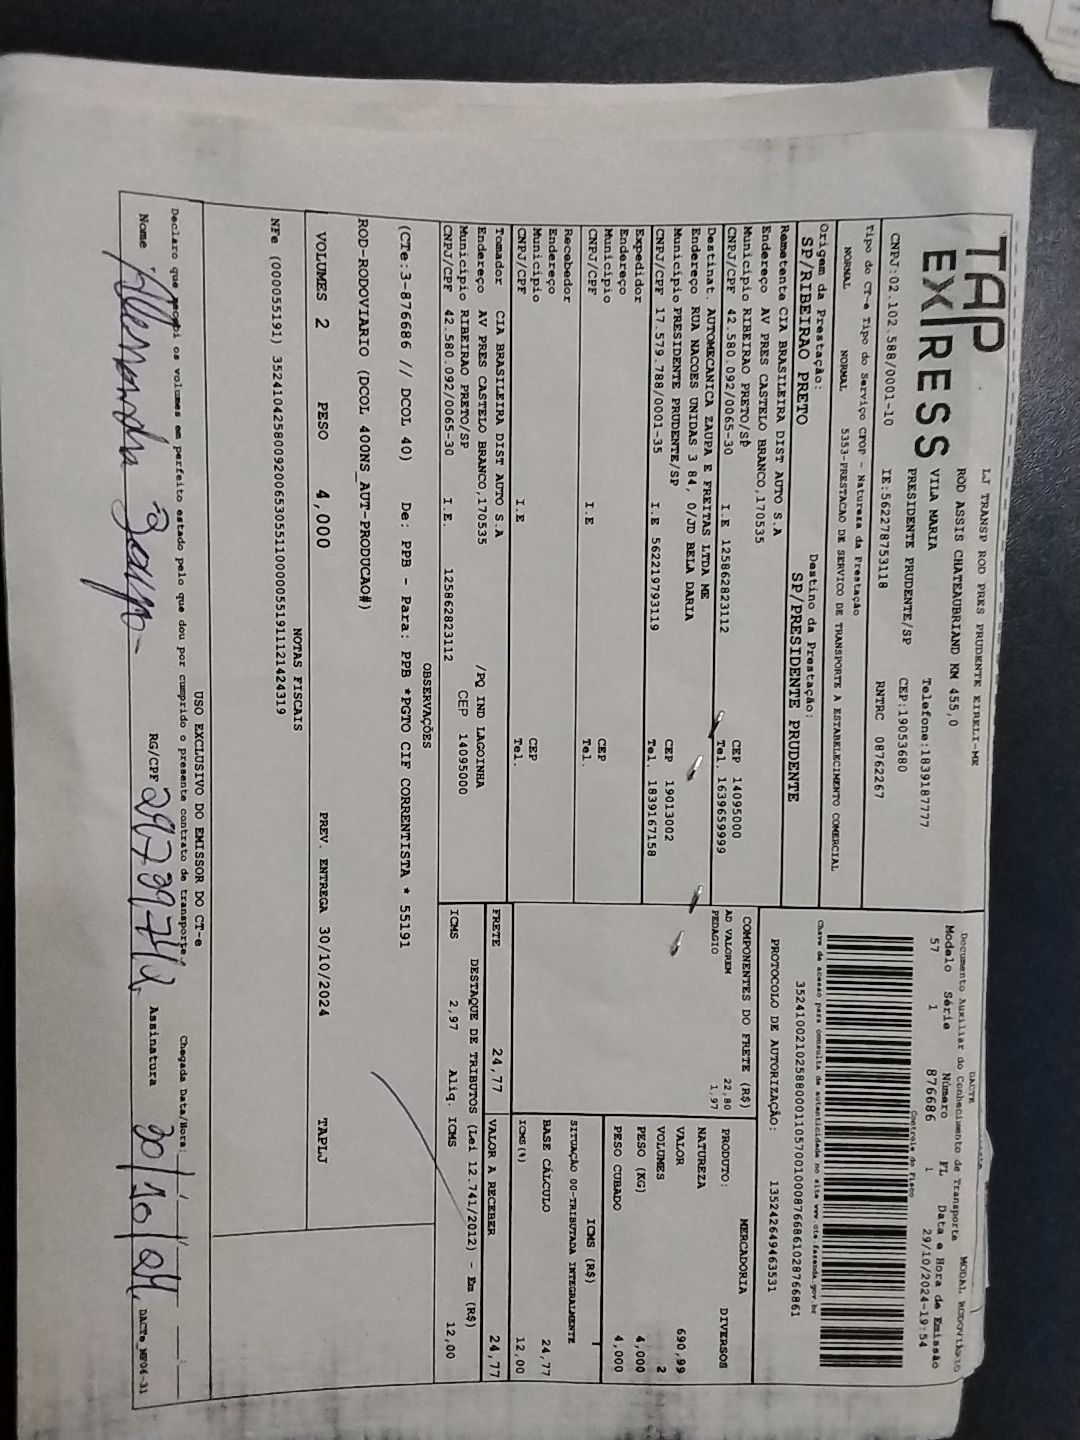 TAP
EXPRESS
LJ TRANSP ROD PRES PRUDENTE EIRELI-ME
ROD ASSIS CHATEAUBRIAND KM 455,0
VILA MARIA Telefone:1839187777
PRESIDENTE PRUDENTE/SP CEP:19053680
CNPJ:02.102.588/0001-10 IE:562278753118 RNTRC 08762267
Tipo do CT-e Tipo do Serviço CFOP - Natureza da Prestação
NORMAL NORMAL 5353-PRESTACAO DE SERVICO DE TRANSPORTE A ESTABELECIMENTO COMERCIAL
Origem da Prestação: Destino da Prestação:
SP/RIBEIRAO PRETO SP/PRESIDENTE PRUDENTE
Remetente CIA BRASILEIRA DIST AUTO S.A
Endereço AV PRES CASTELO BRANCO,170535
Município RIBEIRAO PRETO/SP CEP 14095000
CNPJ/CPF 42.580.092/0065-30 I.E 125862823112 Tel. 1639659999
Destinat. AUTOMECANICA ZAUPA E FREITAS LTDA ME
Endereço RUA NACOES UNIDAS 3 84, 0/JD BELA DARIA
Município PRESIDENTE PRUDENTE/SP CEP 19013002
CNPJ/CPF 17.579.788/0001-35 I.E 562219793119 Tel. 1839167158
Expedidor
Endereço
Município CEP
CNPJ/CPF I.E Tel.
Recebedor
Endereço
Município CEP
CNPJ/CPF I.E Tel.
Tomador CIA BRASILEIRA DIST AUTO S.A
Endereço AV PRES CASTELO BRANCO,170535 /PQ IND LAGOINHA
Município RIBEIRAO PRETO/SP CEP 14095000
CNPJ/CPF 42.580.092/0065-30 I.E. 125862823112
DACTE
Documento Auxiliar do Conhecimento de Transporte MODAL RODOVIARIO
Modelo Série Número FL Data e Hora de Emissão
57 1 876686 1 29/10/2024-19:54
Controle do Fisco
Chave de acesso para consulta de autenticidade no site www.cte.fazenda.gov.br
35241002102588000110570010008766861028766861
PROTOCOLO DE AUTORIZAÇÃO: 135242649463531
COMPONENTES DO FRETE (R$)
AD VALOREM 22,80
PEDAGIO 1,97
PRODUTO: MERCADORIA
NATUREZA DIVERSOS
VALOR 690,99
VOLUMES 2
PESO (KG) 4,000
PESO CUBADO 4,000
ICMS (R$)
SITUAÇÃO 00-TRIBUTADA INTEGRALMENTE
BASE CÁLCULO 24,77
ICMS(%) 12,00
FRETE 24,77 VALOR A RECEBER 24,77
DESTAQUE DE TRIBUTOS (Lei 12.741/2012) - Em (R$)
ICMS 2,97 Aliq. ICMS 12,00
OBSERVAÇÕES
(CTe:3-876686 // DCOL 40) De: PPB - Para: PPB *PGTO CIF CORRENTISTA * 55191
ROD-RODOVIARIO (DCOL 400NS_AUT-PRODUCAO#)
VOLUMES 2 PESO 4,000 PREV. ENTREGA 30/10/2024 TAPLJ
NOTAS FISCAIS
NFe (000055191) 35241042580092006530551100000551911121424319
USO EXCLUSIVO DO EMISSOR DO CT-e
Declaro que recebi os volumes em perfeito estado pelo que dou por cumprido o presente contrato de transporte. Chegada Data/Hora:
Nome RG/CPF Assinatura 30/10/24
DACTe_MP06-31